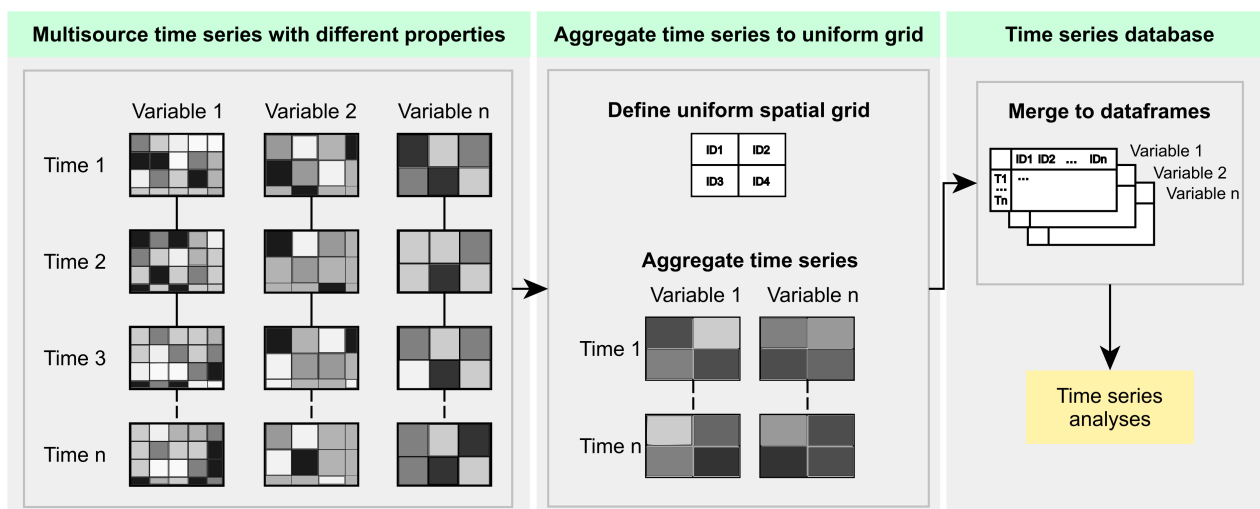 Multisource time series with different properties
Variable 1 Variable 2 Variable n
Time 1
Time 2
Time 3
Time n
Aggregate time series to uniform grid
Define uniform spatial grid
ID1 ID2
ID3 ID4
Aggregate time series
Variable 1 Variable n
Time 1
Time n
Time series database
Merge to dataframes
ID1 ID2 ... IDn
T1 ...
...
Tn
Variable 1
Variable 2
Variable n
Time series
analyses